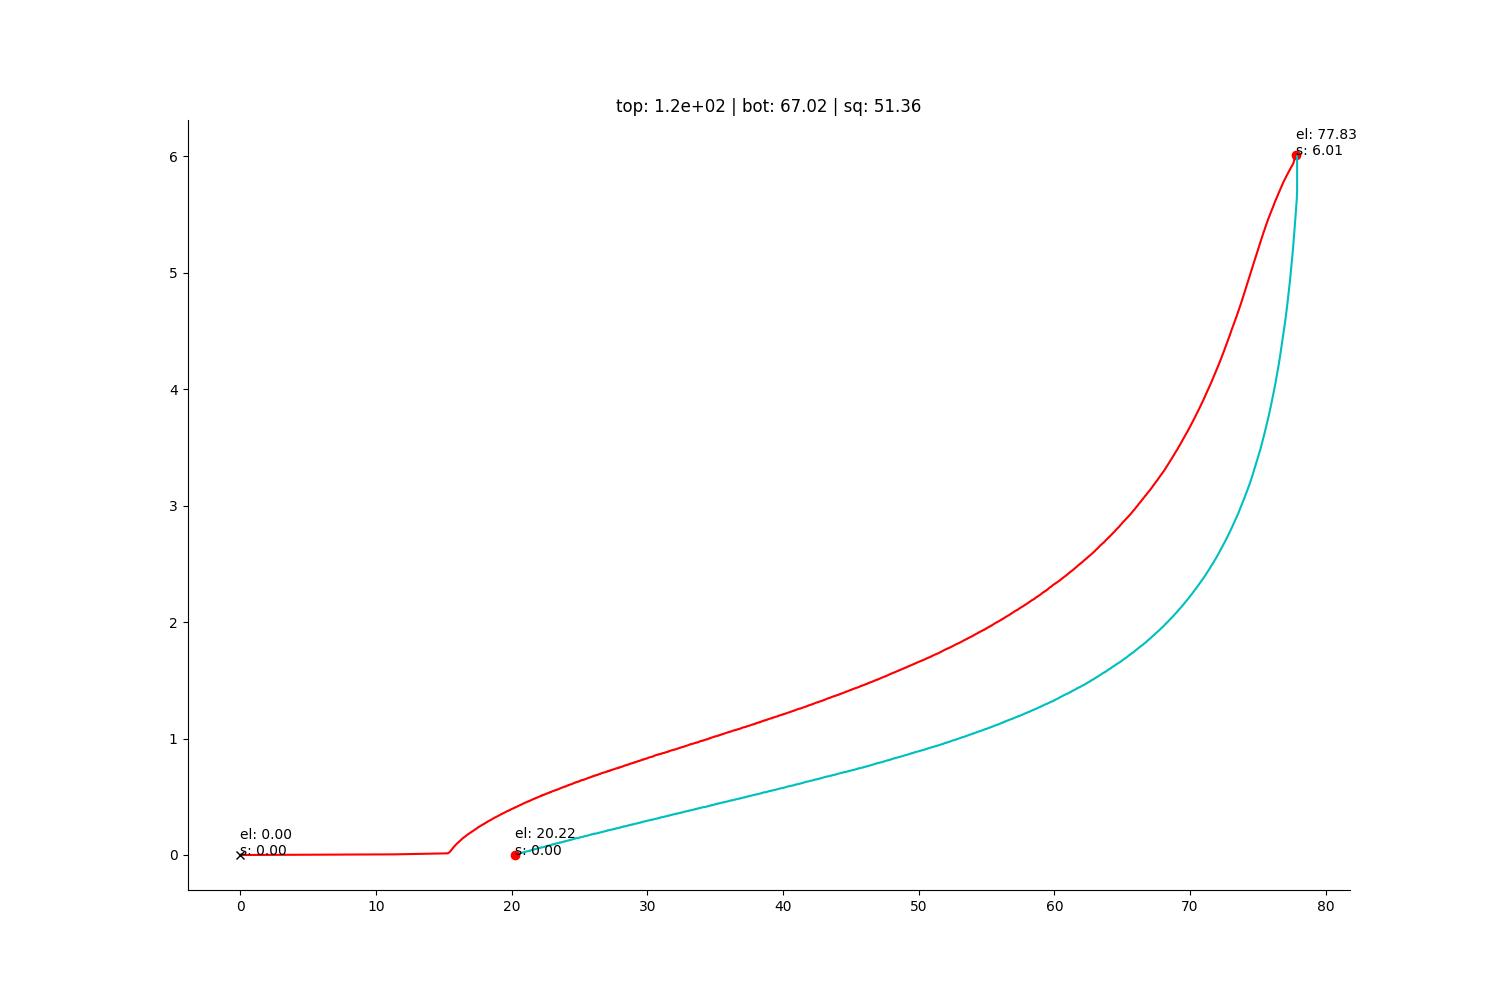 top: 1.2e+02 | bot: 67.02 | sq: 51.36
el: 77.83
s: 6.01
6
5
4
3
2
1
0
el: 0.00
s: 0.00
el: 20.22
s: 0.00
0 10 20 30 40 50 60 70 80